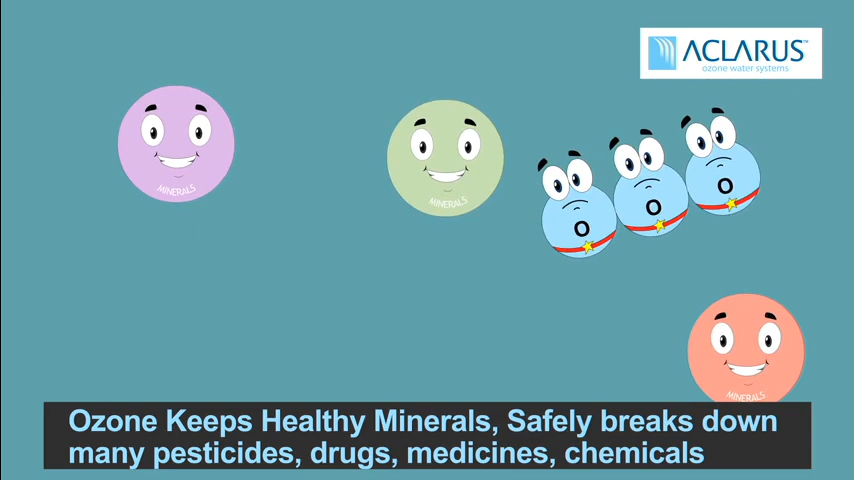 ACLARUS™
ozone water systems
MINERALS
MINERALS
O
O
O
MINERALS
Ozone Keeps Healthy Minerals, Safely breaks down
many pesticides, drugs, medicines, chemicals